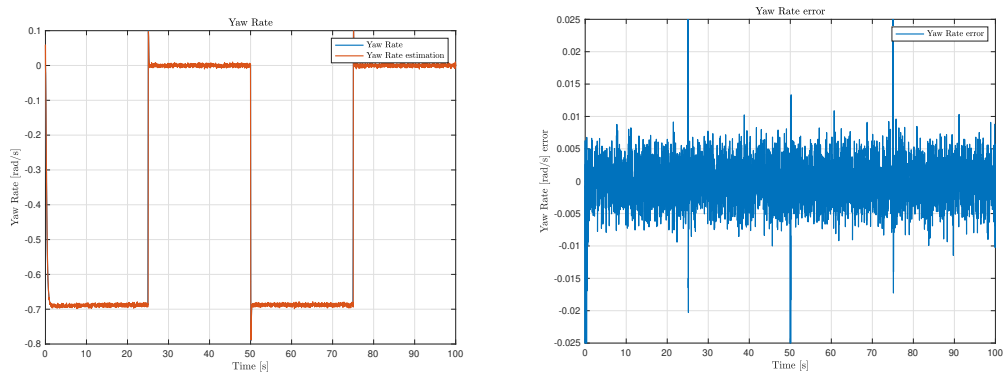 Yaw Rate
0.1
0
-0.1
-0.2
-0.3
-0.4
-0.5
-0.6
-0.7
-0.8
Yaw Rate [rad/s]
Yaw Rate
Yaw Rate estimation
0 10 20 30 40 50 60 70 80 90 100
Time [s]
Yaw Rate error
0.025
0.02
0.015
0.01
0.005
0
-0.005
-0.01
-0.015
-0.02
-0.025
Yaw Rate [rad/s] error
Yaw Rate error
0 10 20 30 40 50 60 70 80 90 100
Time [s]